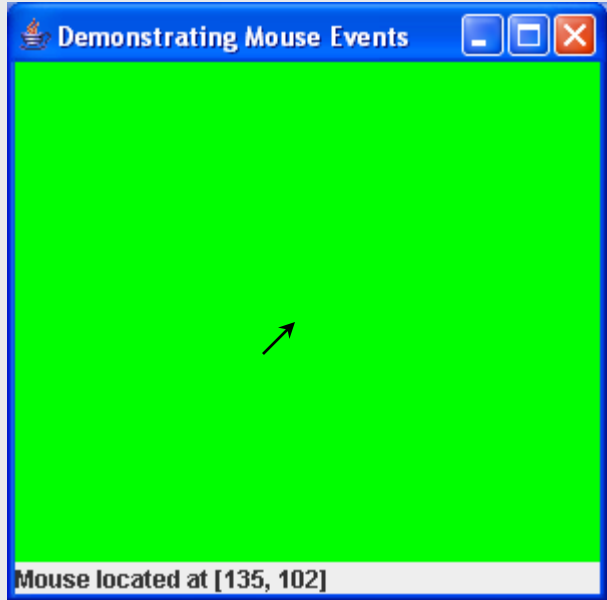 Demonstrating Mouse Events
Mouse located at [135, 102]